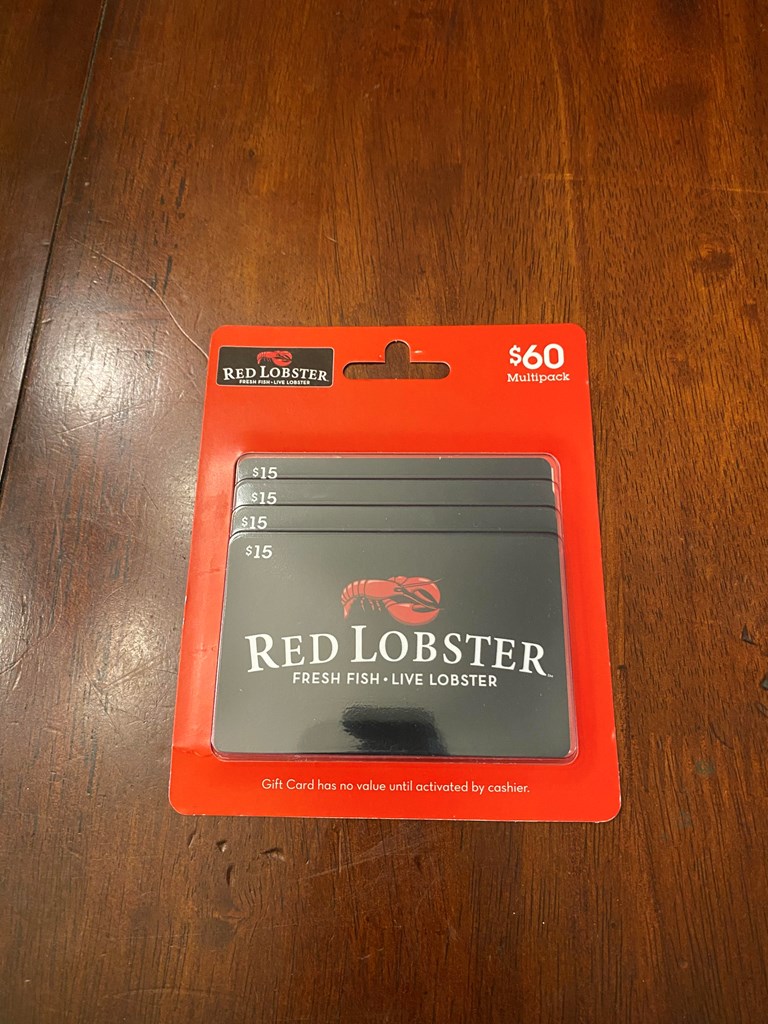 RED LOBSTER
FRESH FISH • LIVE LOBSTER
$60
Multipack
$15
$15
$15
$15
RED LOBSTER™
FRESH FISH • LIVE LOBSTER
Gift Card has no value until activated by cashier.